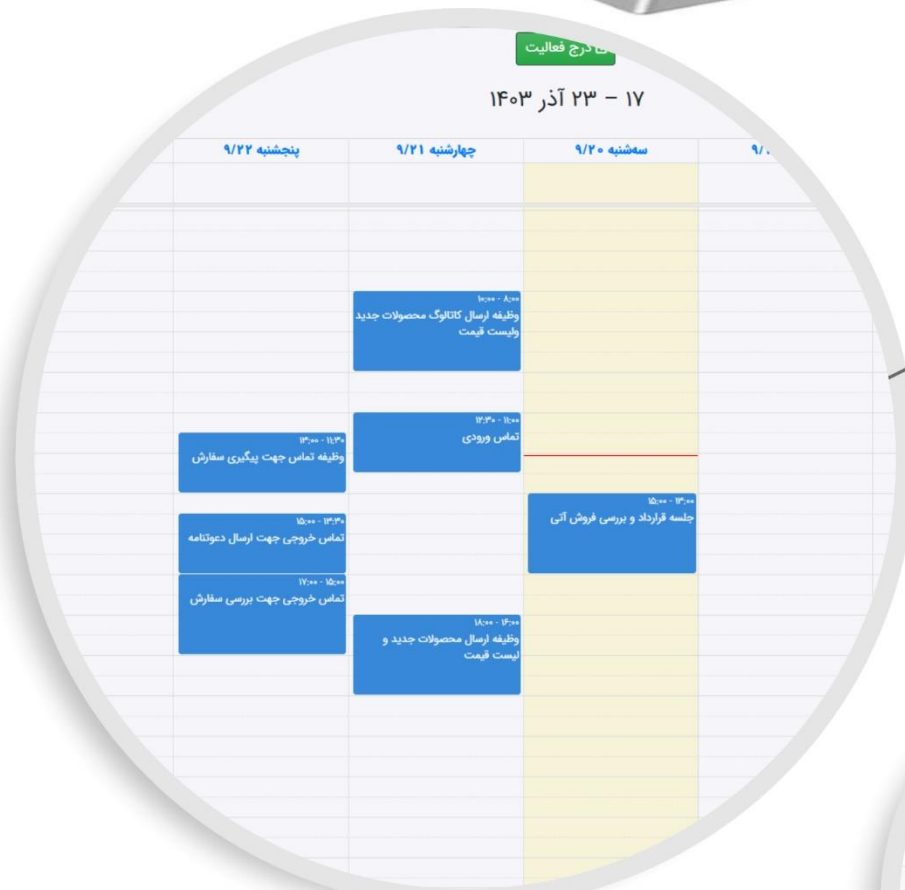 درج فعالیت
۱۷ – ۲۳ آذر ۱۴۰۳
سه‌شنبه ۹/۲۰
چهارشنبه ۹/۲۱
پنجشنبه ۹/۲۲
۱۳:۰۰ - ۱۵:۰۰
جلسه قرارداد و بررسی فروش آتی
۸:۰۰ - ۱۰:۰۰
وظیفه ارسال کاتالوگ محصولات جدید
ولیست قیمت
۱۱:۰۰ - ۱۲:۳۰
تماس ورودی
۱۶:۰۰ - ۱۸:۰۰
وظیفه ارسال محصولات جدید و
لیست قیمت
۱۱:۳۰ - ۱۳:۰۰
وظیفه تماس جهت پیگیری سفارش
۱۳:۳۰ - ۱۵:۰۰
تماس خروجی جهت ارسال دعوتنامه
۱۵:۰۰ - ۱۷:۰۰
تماس خروجی جهت بررسی سفارش